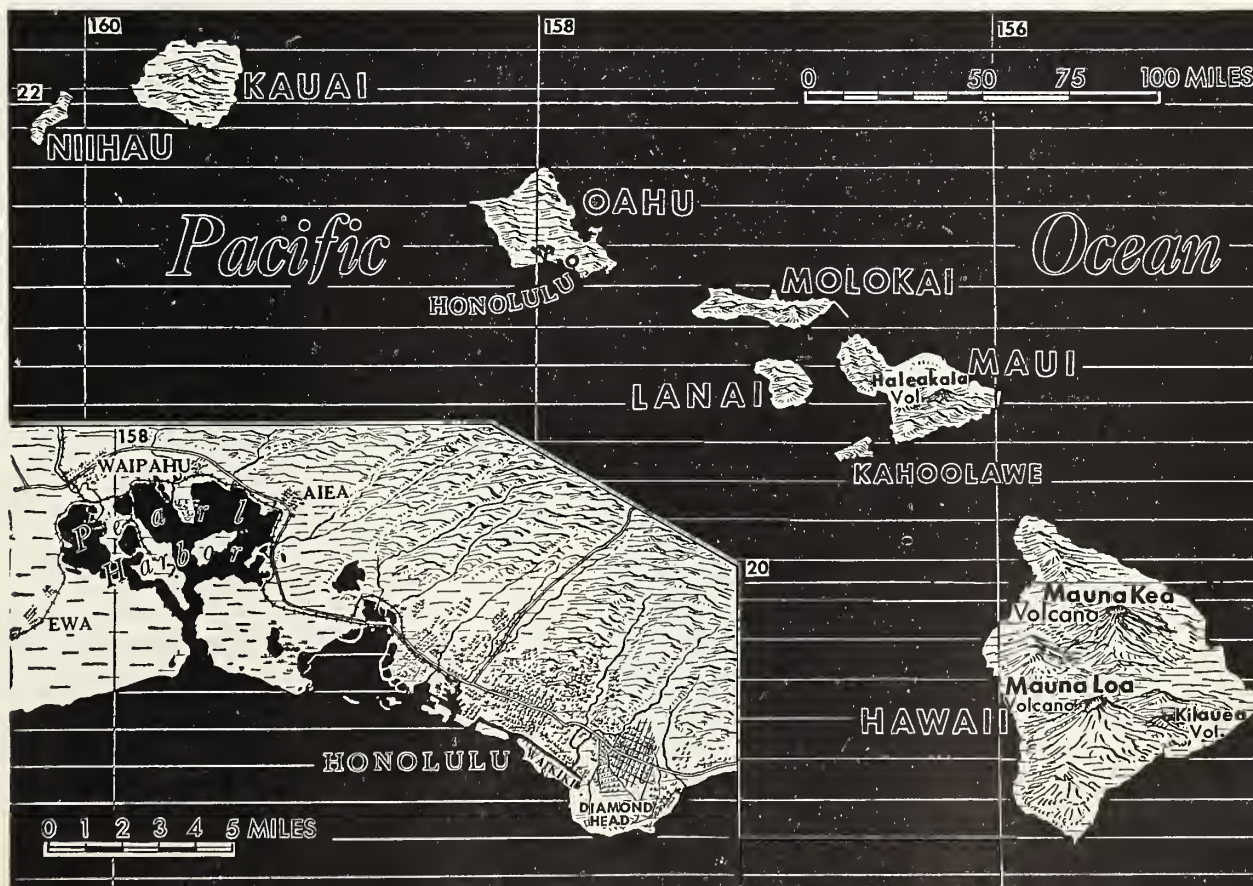 160
158
156
KAUAI
0 50 75 100 MILES
22
NIIHAU
OAHU
Pacific
Ocean
HONOLULU
MOLOKAI
MAUI
Haleakala
Vol.
LANAI
KAHOOLAWE
158
WAIPAHU
AIEA
Pearl
Harbor
EWA
20
Mauna Kea
Volcano
Mauna Loa
Volcano
HAWAII
Kilauea
Vol.
HONOLULU
WAIKIKI
DIAMOND
HEAD
0 1 2 3 4 5 MILES